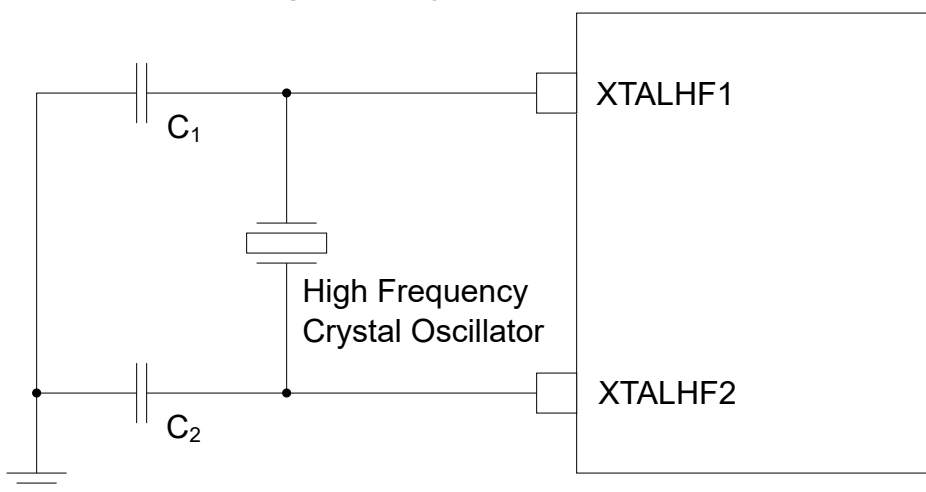 XTALHF1
C₁
High Frequency
Crystal Oscillator
XTALHF2
C₂